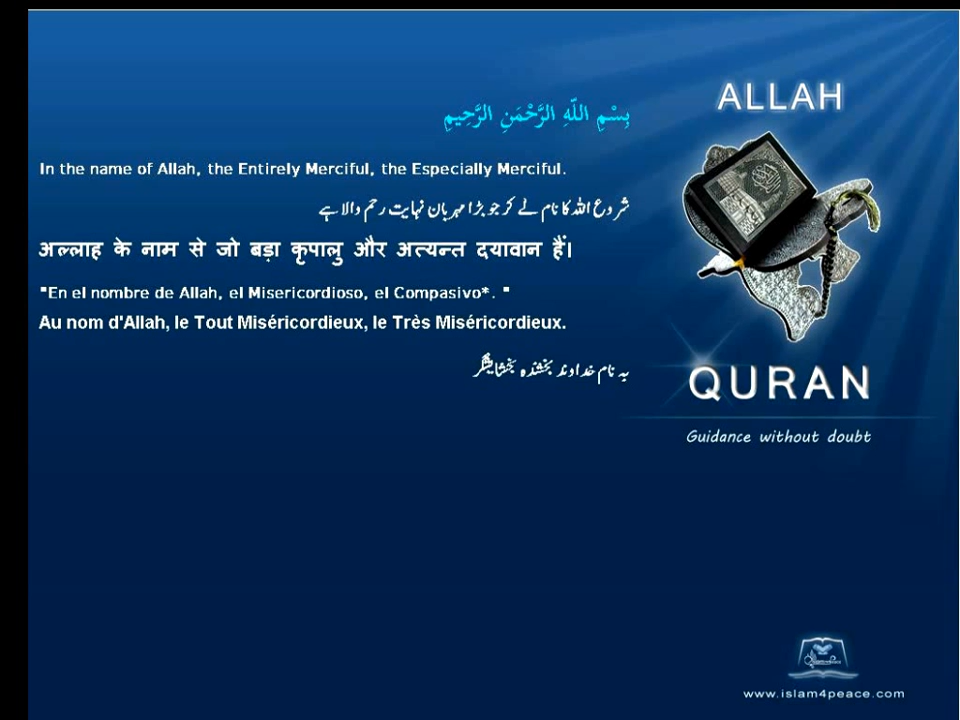 بِسْمِ اللّهِ الرَّحْمَنِ الرَّحِيمِ
In the name of Allah, the Entirely Merciful, the Especially Merciful.
شروع الله کا نام لے کر جو بڑا مہربان نہایت رحم والا ہے
अल्लाह के नाम से जो बड़ा कृपालु और अत्यन्त दयावान हैं।
"En el nombre de Allah, el Misericordioso, el Compasivo*. "
Au nom d'Allah, le Tout Miséricordieux, le Très Miséricordieux.
به نام خداوند بخشنده بخشایشگر
ALLAH
QURAN
Guidance without doubt
www.islam4peace.com